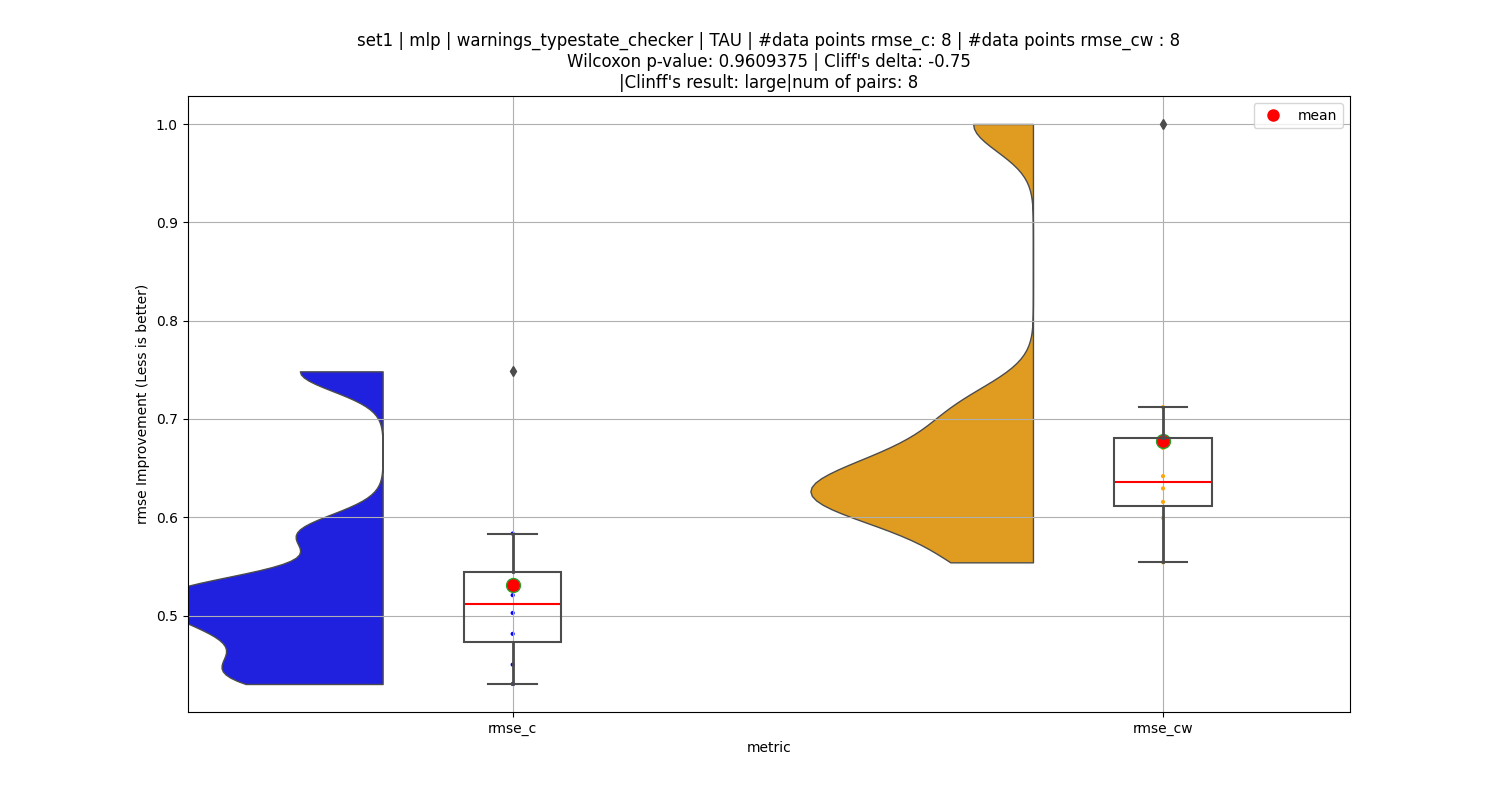 set1 | mlp | warnings_typestate_checker | TAU | #data points rmse_c: 8 | #data points rmse_cw : 8
Wilcoxon p-value: 0.9609375 | Cliff's delta: -0.75
|Clinff's result: large|num of pairs: 8
mean
1.0
0.9
0.8
0.7
0.6
0.5
rmse Improvement (Less is better)
rmse_c
rmse_cw
metric